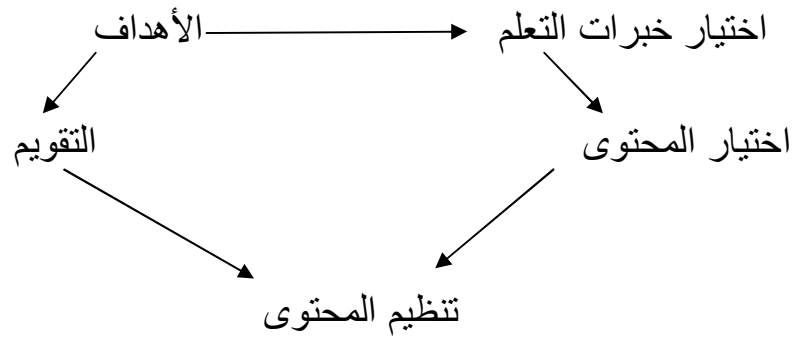 اختيار خبرات التعلم
الأهداف
اختيار المحتوى
التقويم
تنظيم المحتوى